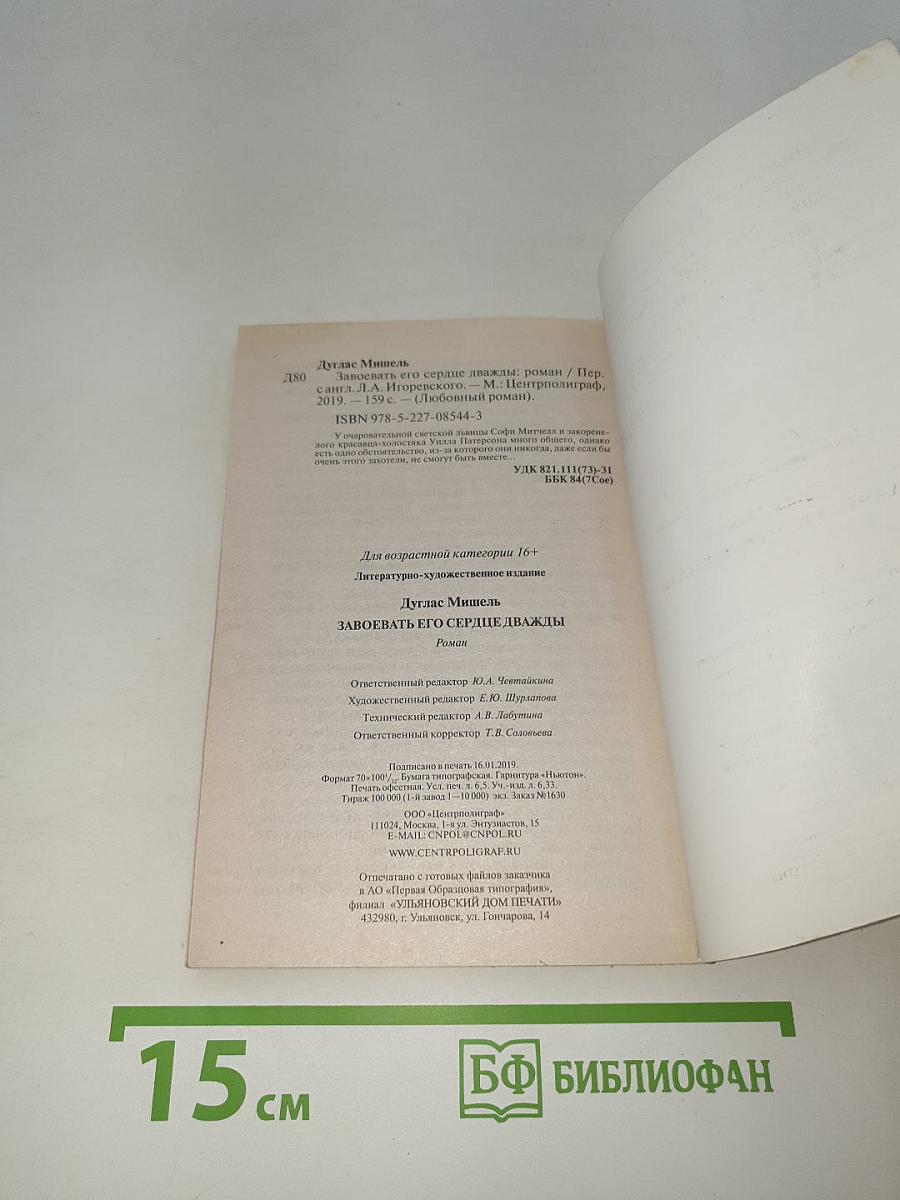 Дуглас Мишель
Д80 Завоевать его сердце дважды: роман / Пер.
с англ. Л.А. Игоревского. — М.: Центрполиграф,
2019. — 159 с. — (Любовный роман).
ISBN 978-5-227-08544-3
У очаровательной светской львицы Софи Митчелл и закорене-
лого красавца-холостяка Уилла Патерсона много общего, однако
есть одно обстоятельство, из-за которого они никогда, даже если бы
очень этого захотели, не смогут быть вместе...
УДК 821.111(73)-31
ББК 84(7Сое)
Для возрастной категории 16+
Литературно-художественное издание
Дуглас Мишель
ЗАВОЕВАТЬ ЕГО СЕРДЦЕ ДВАЖДЫ
Роман
Ответственный редактор Ю.А. Чевтайкина
Художественный редактор Е.Ю. Шурлапова
Технический редактор А.В. Лабутина
Ответственный корректор Т.В. Соловьева
Подписано в печать 16.01.2019.
Формат 70×100 1/32. Бумага типографская. Гарнитура «Ньютон».
Печать офсетная. Усл. печ. л. 6,5. Уч.-изд. л. 6,33.
Тираж 100 000 (1-й завод 1—10 000) экз. Заказ №1630
ООО «Центрполиграф»
111024, Москва, 1-я ул. Энтузиастов, 15
E-MAIL: CNPOL@CNPOL.RU
WWW.CENTRPOLIGRAF.RU
Отпечатано с готовых файлов заказчика
в АО «Первая Образцовая типография»,
филиал «УЛЬЯНОВСКИЙ ДОМ ПЕЧАТИ»
432980, г. Ульяновск, ул. Гончарова, 14
15 см
БФ БИБЛИОФАН